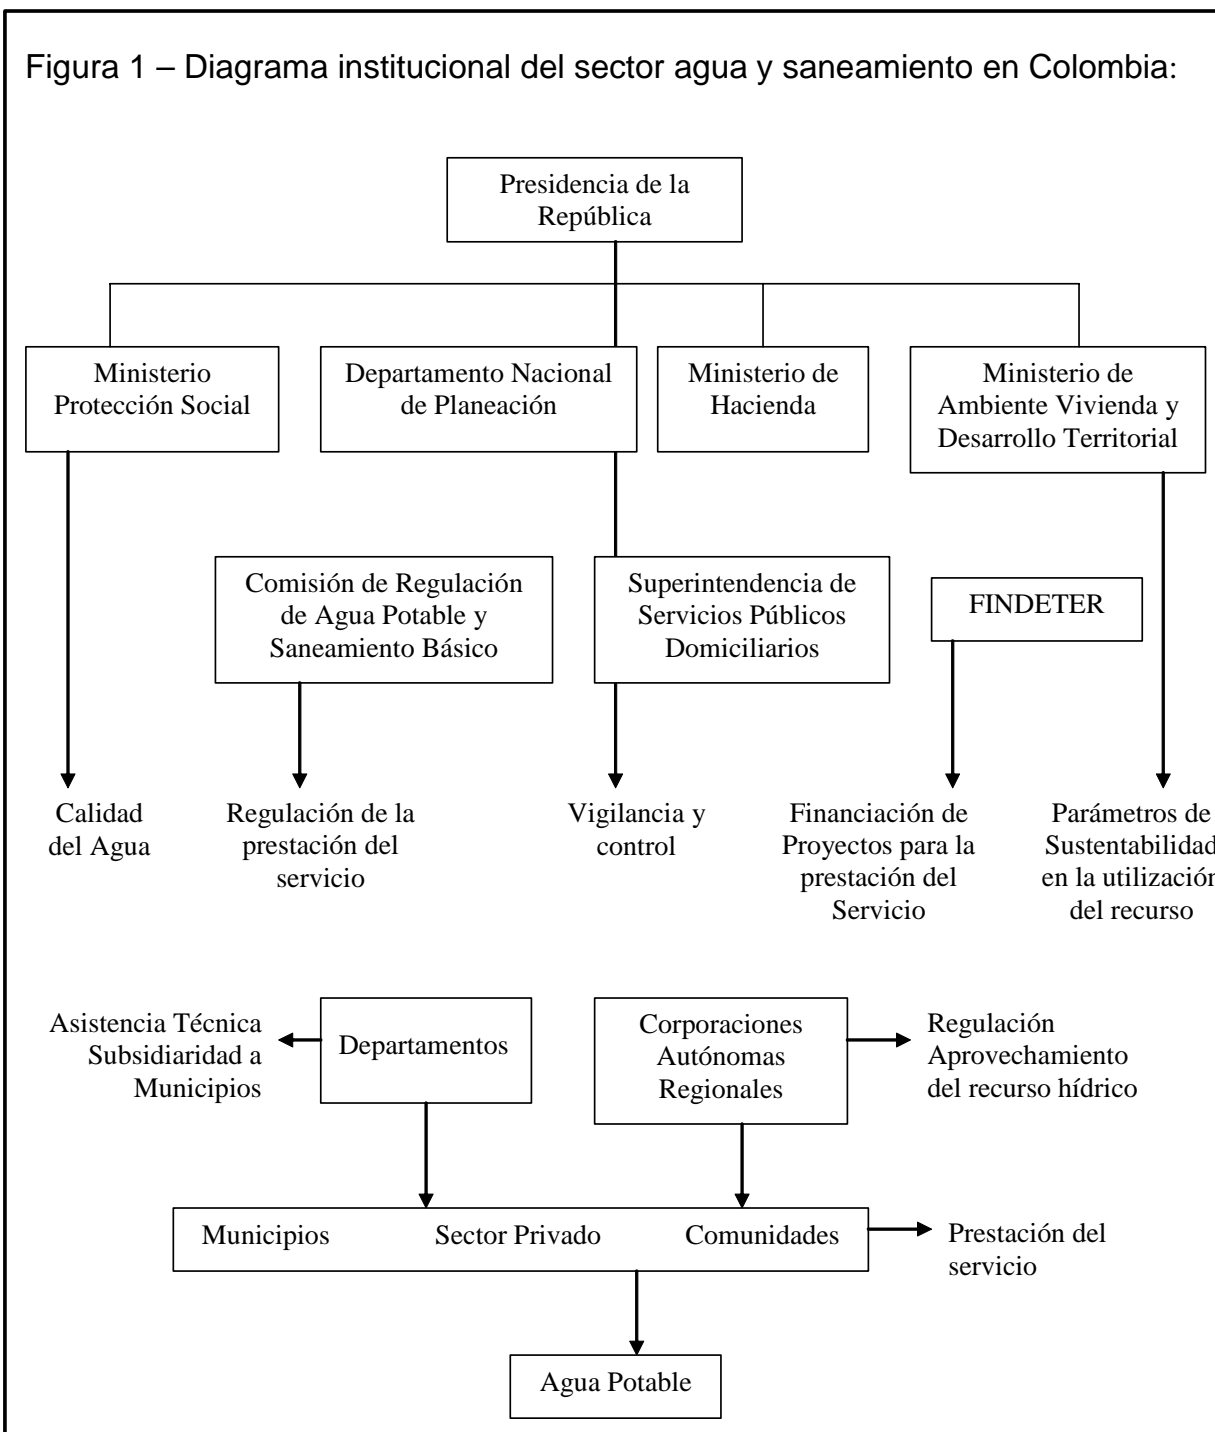 Figura 1 – Diagrama institucional del sector agua y saneamiento en Colombia:
Presidencia de la
República
Ministerio
Protección Social
Departamento Nacional
de Planeación
Ministerio de
Hacienda
Ministerio de
Ambiente Vivienda y
Desarrollo Territorial
Comisión de Regulación
de Agua Potable y
Saneamiento Básico
Superintendencia de
Servicios Públicos
Domiciliarios
FINDETER
Calidad
del Agua
Regulación de la
prestación del
servicio
Vigilancia y
control
Financiación de
Proyectos para la
prestación del
Servicio
Parámetros de
Sustentabilidad
en la utilización
del recurso
Asistencia Técnica
Subsidiaridad a
Municipios
Departamentos
Corporaciones
Autónomas
Regionales
Regulación
Aprovechamiento
del recurso hídrico
Municipios Sector Privado Comunidades
Prestación del
servicio
Agua Potable